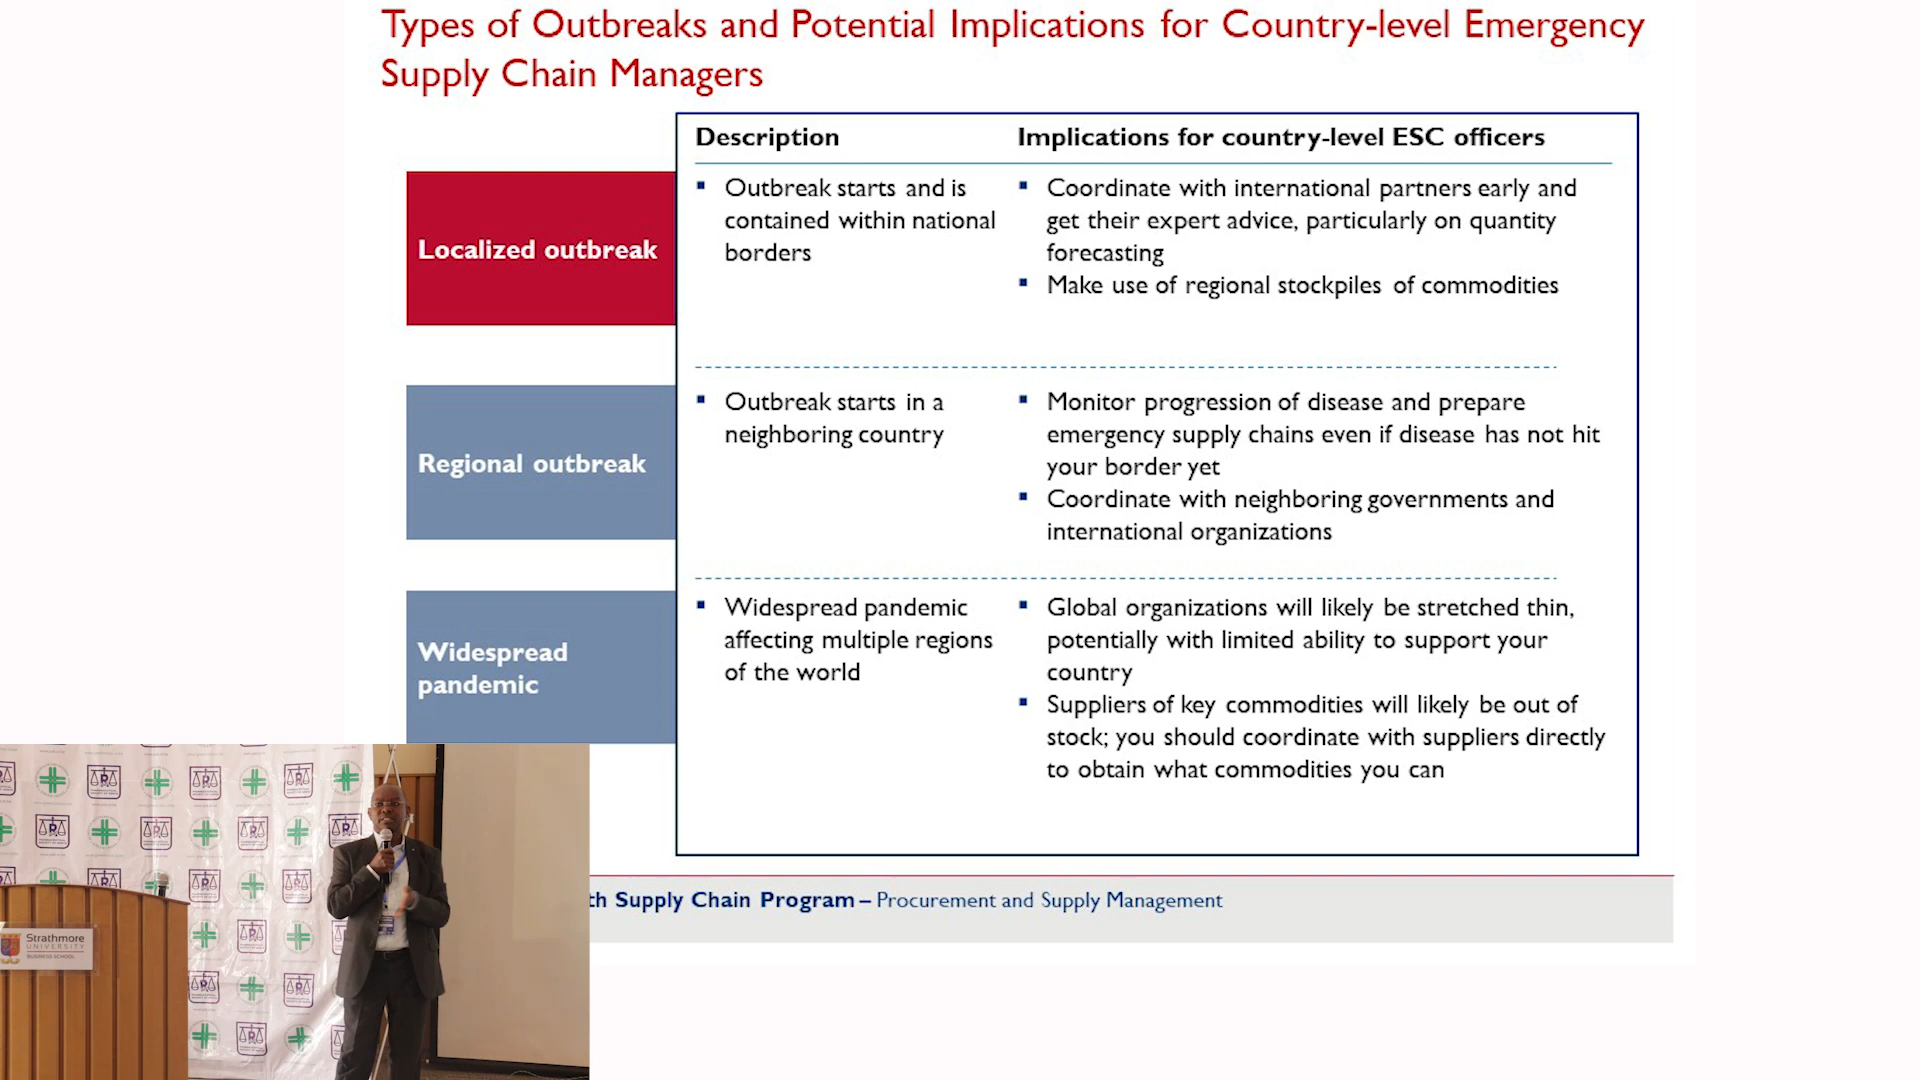 Types of Outbreaks and Potential Implications for Country-level Emergency
Supply Chain Managers
Description
Implications for country-level ESC officers
Localized outbreak
▪ Outbreak starts and is
contained within national
borders
▪ Coordinate with international partners early and
get their expert advice, particularly on quantity
forecasting
▪ Make use of regional stockpiles of commodities
Regional outbreak
▪ Outbreak starts in a
neighboring country
▪ Monitor progression of disease and prepare
emergency supply chains even if disease has not hit
your border yet
▪ Coordinate with neighboring governments and
international organizations
Widespread
pandemic
▪ Widespread pandemic
affecting multiple regions
of the world
▪ Global organizations will likely be stretched thin,
potentially with limited ability to support your
country
▪ Suppliers of key commodities will likely be out of
stock; you should coordinate with suppliers directly
to obtain what commodities you can
th Supply Chain Program – Procurement and Supply Management
Strathmore
UNIVERSITY
BUSINESS SCHOOL